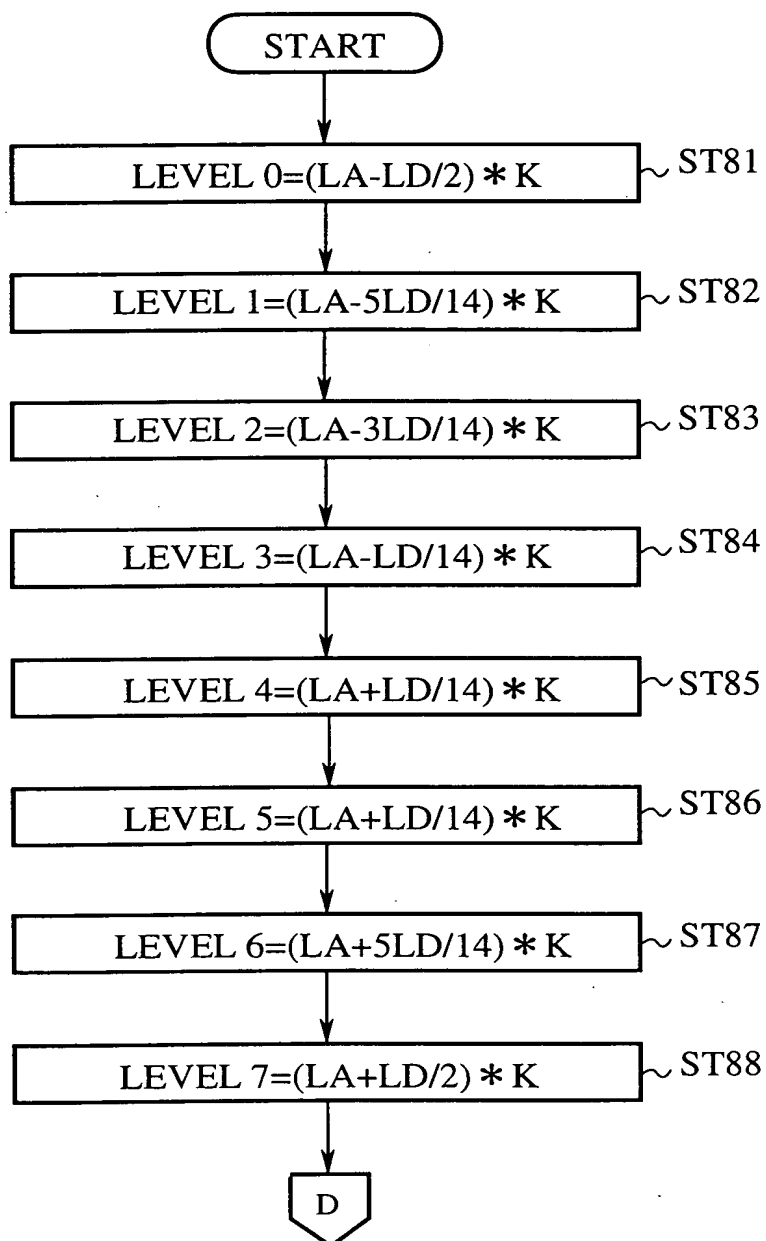 START
LEVEL 0=(LA-LD/2)*K
ST81
LEVEL 1=(LA-5LD/14)*K
ST82
LEVEL 2=(LA-3LD/14)*K
ST83
LEVEL 3=(LA-LD/14)*K
ST84
LEVEL 4=(LA+LD/14)*K
ST85
LEVEL 5=(LA+LD/14)*K
ST86
LEVEL 6=(LA+5LD/14)*K
ST87
LEVEL 7=(LA+LD/2)*K
ST88
D